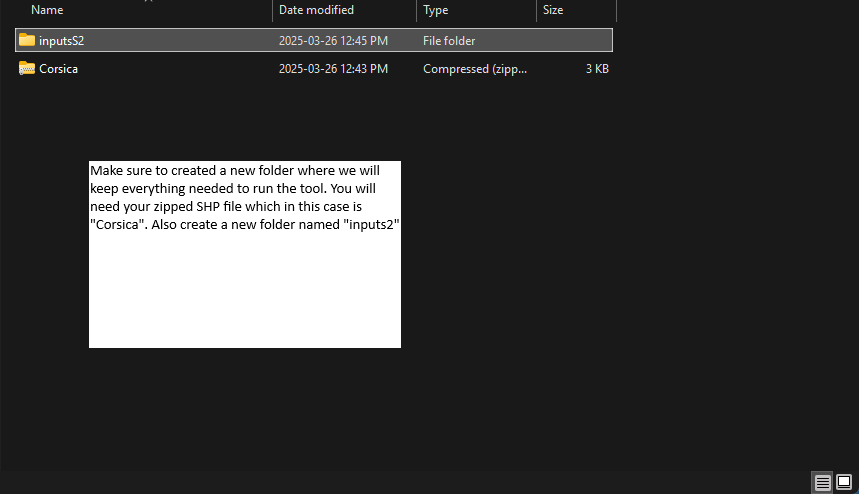 Name Date modified Type Size
inputsS2 2025-03-26 12:45 PM File folder
Corsica 2025-03-26 12:43 PM Compressed (zipp... 3 KB
Make sure to created a new folder where we will
keep everything needed to run the tool. You will
need your zipped SHP file which in this case is
"Corsica". Also create a new folder named "inputs2"